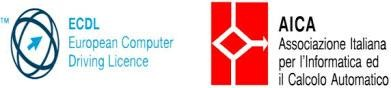 TM
ECDL
European Computer
Driving Licence
AICA
Associazione Italiana
per l'Informatica ed
il Calcolo Automatico